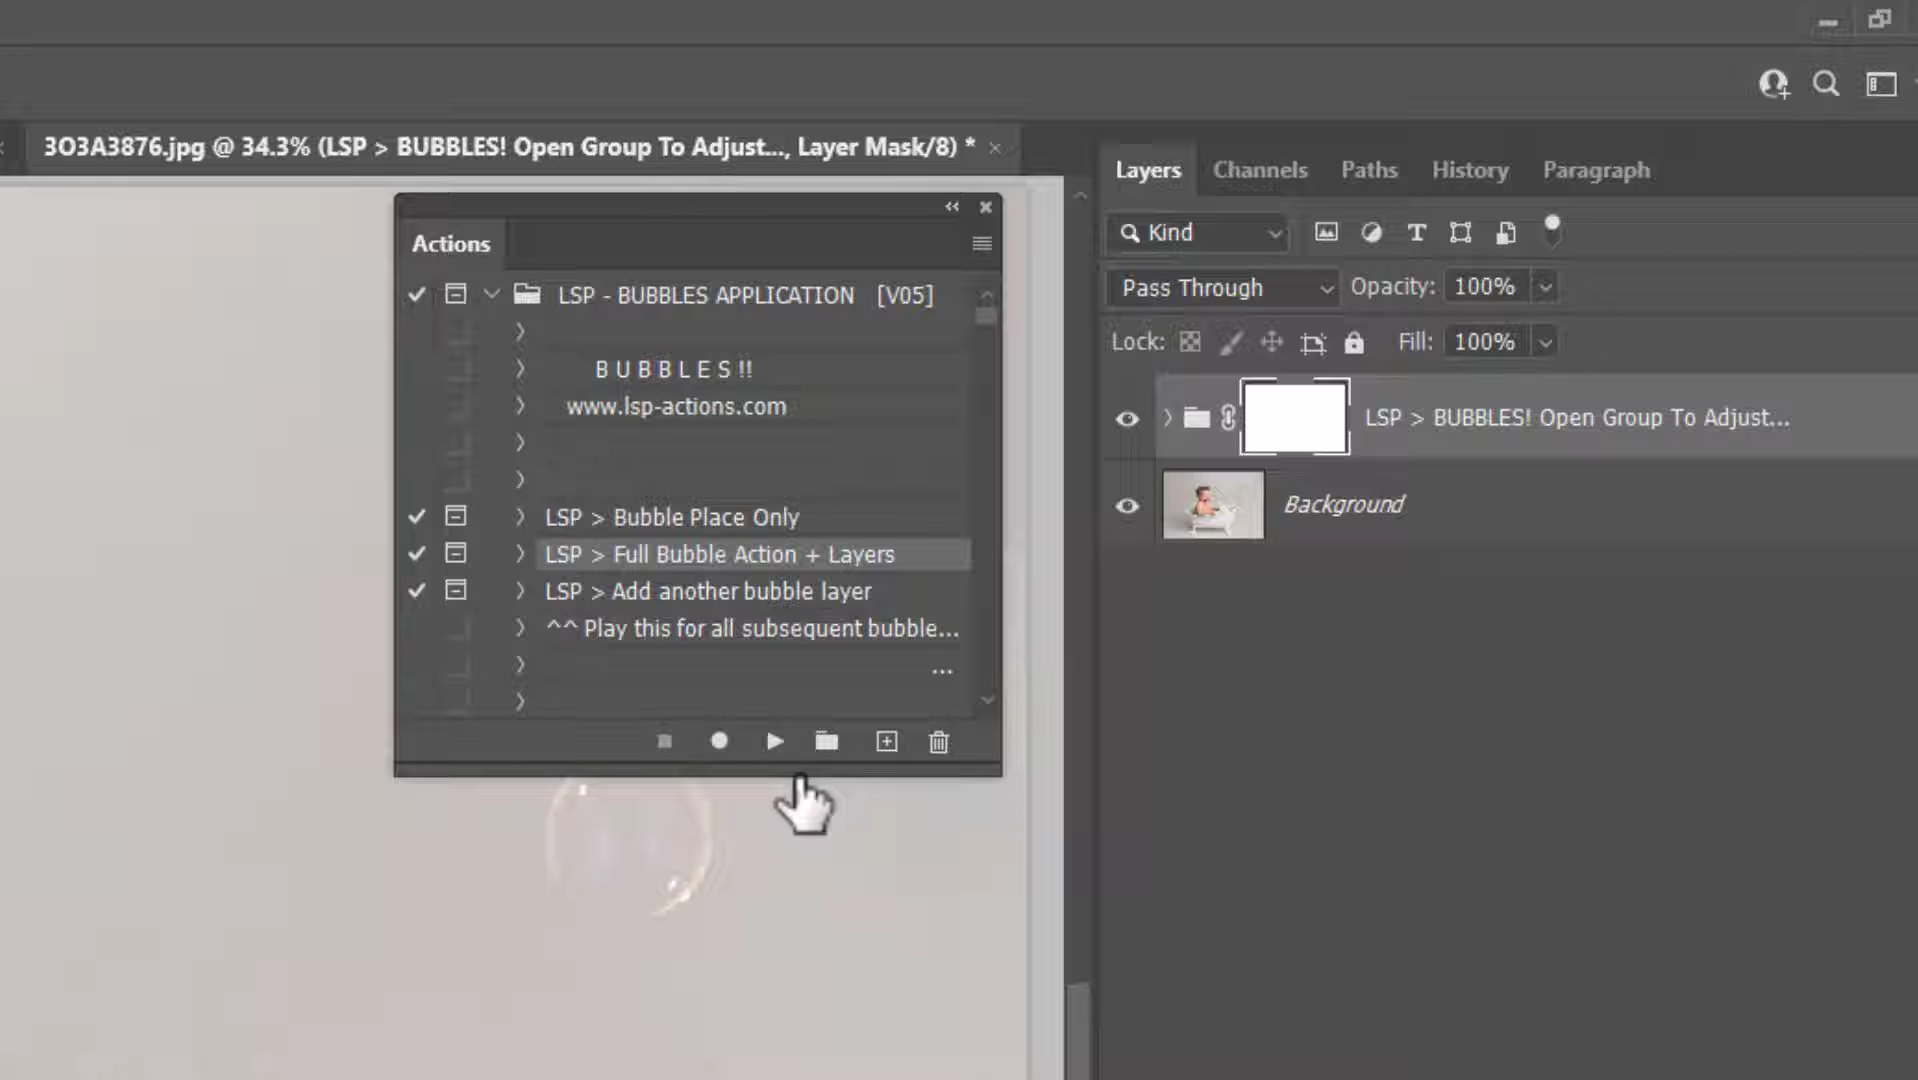 3O3A3876.jpg @ 34.3% (LSP > BUBBLES! Open Group To Adjust..., Layer Mask/8) *
Actions
LSP - BUBBLES APPLICATION [V05]
B U B B L E S !!
www.lsp-actions.com
LSP > Bubble Place Only
LSP > Full Bubble Action + Layers
LSP > Add another bubble layer
^^ Play this for all subsequent bubble...
...
Layers Channels Paths History Paragraph
Kind
Pass Through Opacity: 100%
Lock: Fill: 100%
LSP > BUBBLES! Open Group To Adjust...
Background